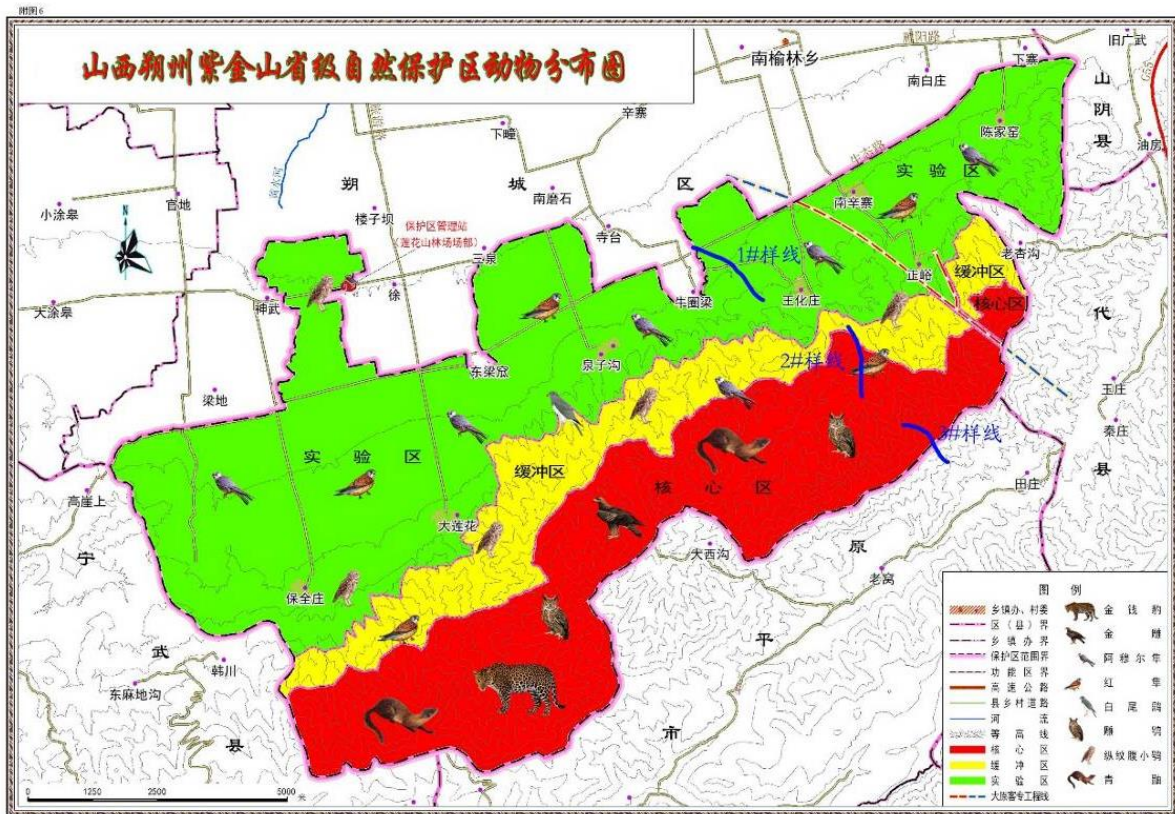 附图6
山西朔州紫金山省级自然保护区动物分布图
南榆林乡
旧广武
下寨
南白庄
山阴县
辛寨
下疃
陈家窑
油房
朔城区
实验区
小涂皋
官地
楼子坝
南磨石
南辛寨
N
保护区管理站
(莲花山林场场部)
寺台
三泉
1#样线
老杏沟
正峪
缓冲区
大涂皋
神武
徐
牛圈梁
王化庄
核心区
代县
东梁窊
泉子沟
2#样线
王庄
梁地
3#样线
秦庄
实验区
缓冲区
核心区
田庄
高崖上
大莲花
大西沟
原平市
老窝
宁武县
保全庄
韩川
东麻地沟
图例
乡镇办、村委
区(县)界
乡镇办界
保护区范围界
功能区界
高速公路
县乡村道路
河流
等高线
核心区
缓冲区
实验区
大旅客专工程线
金钱豹
金雕
阿穆尔隼
红隼
白尾鹞
雕鸮
纵纹腹小鸮
青鼬
0 1250 2500 5000 米